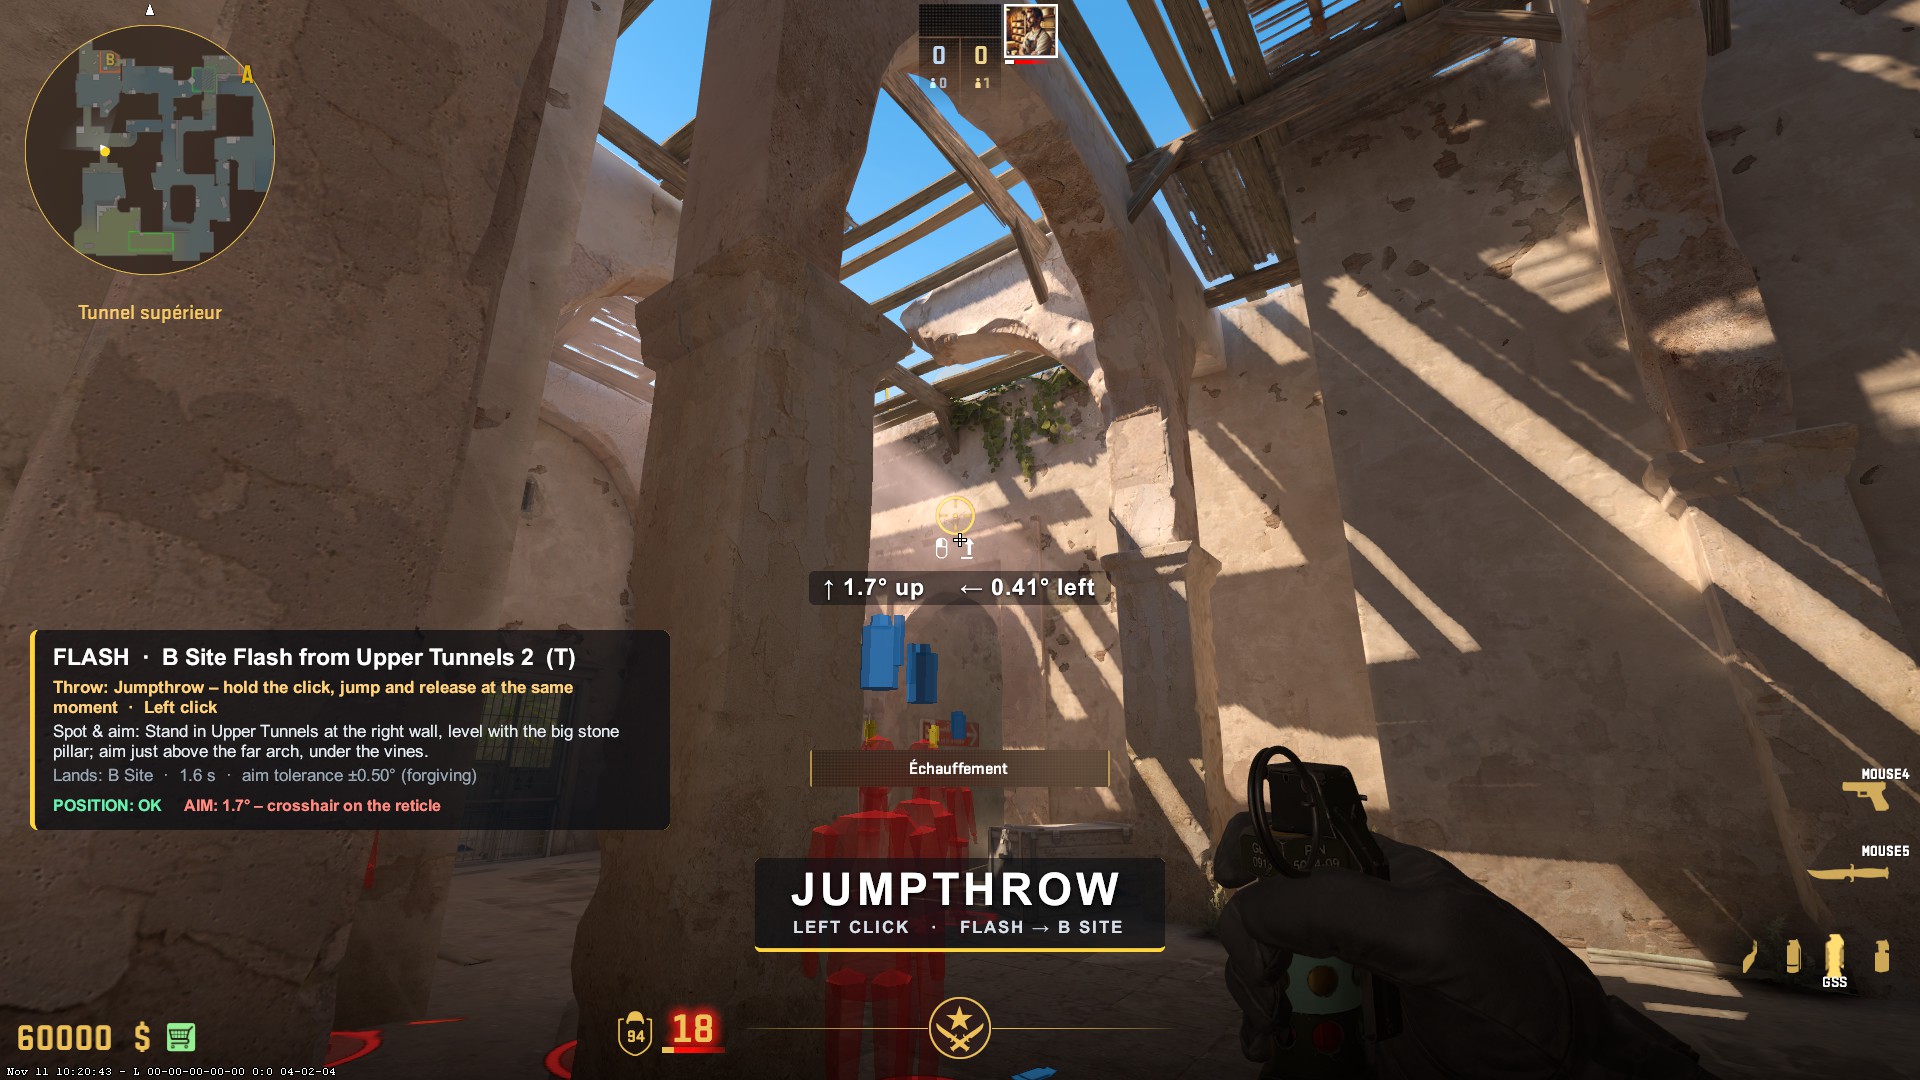 B
A
0 0
0 1
Tunnel supérieur
↑ 1.7° up ← 0.41° left
FLASH · B Site Flash from Upper Tunnels 2 (T)
Throw: Jumpthrow – hold the click, jump and release at the same
moment · Left click
Spot & aim: Stand in Upper Tunnels at the right wall, level with the big stone
pillar; aim just above the far arch, under the vines.
Lands: B Site · 1.6 s · aim tolerance ±0.50° (forgiving)
POSITION: OK AIM: 1.7° – crosshair on the reticle
Échauffement
JUMPTHROW
LEFT CLICK · FLASH → B SITE
MOUSE4
MOUSE5
GSS
60000 $
94 18
Nov 11 10:20:43 - L 00-00-00-00-00 0:0 04-02-04